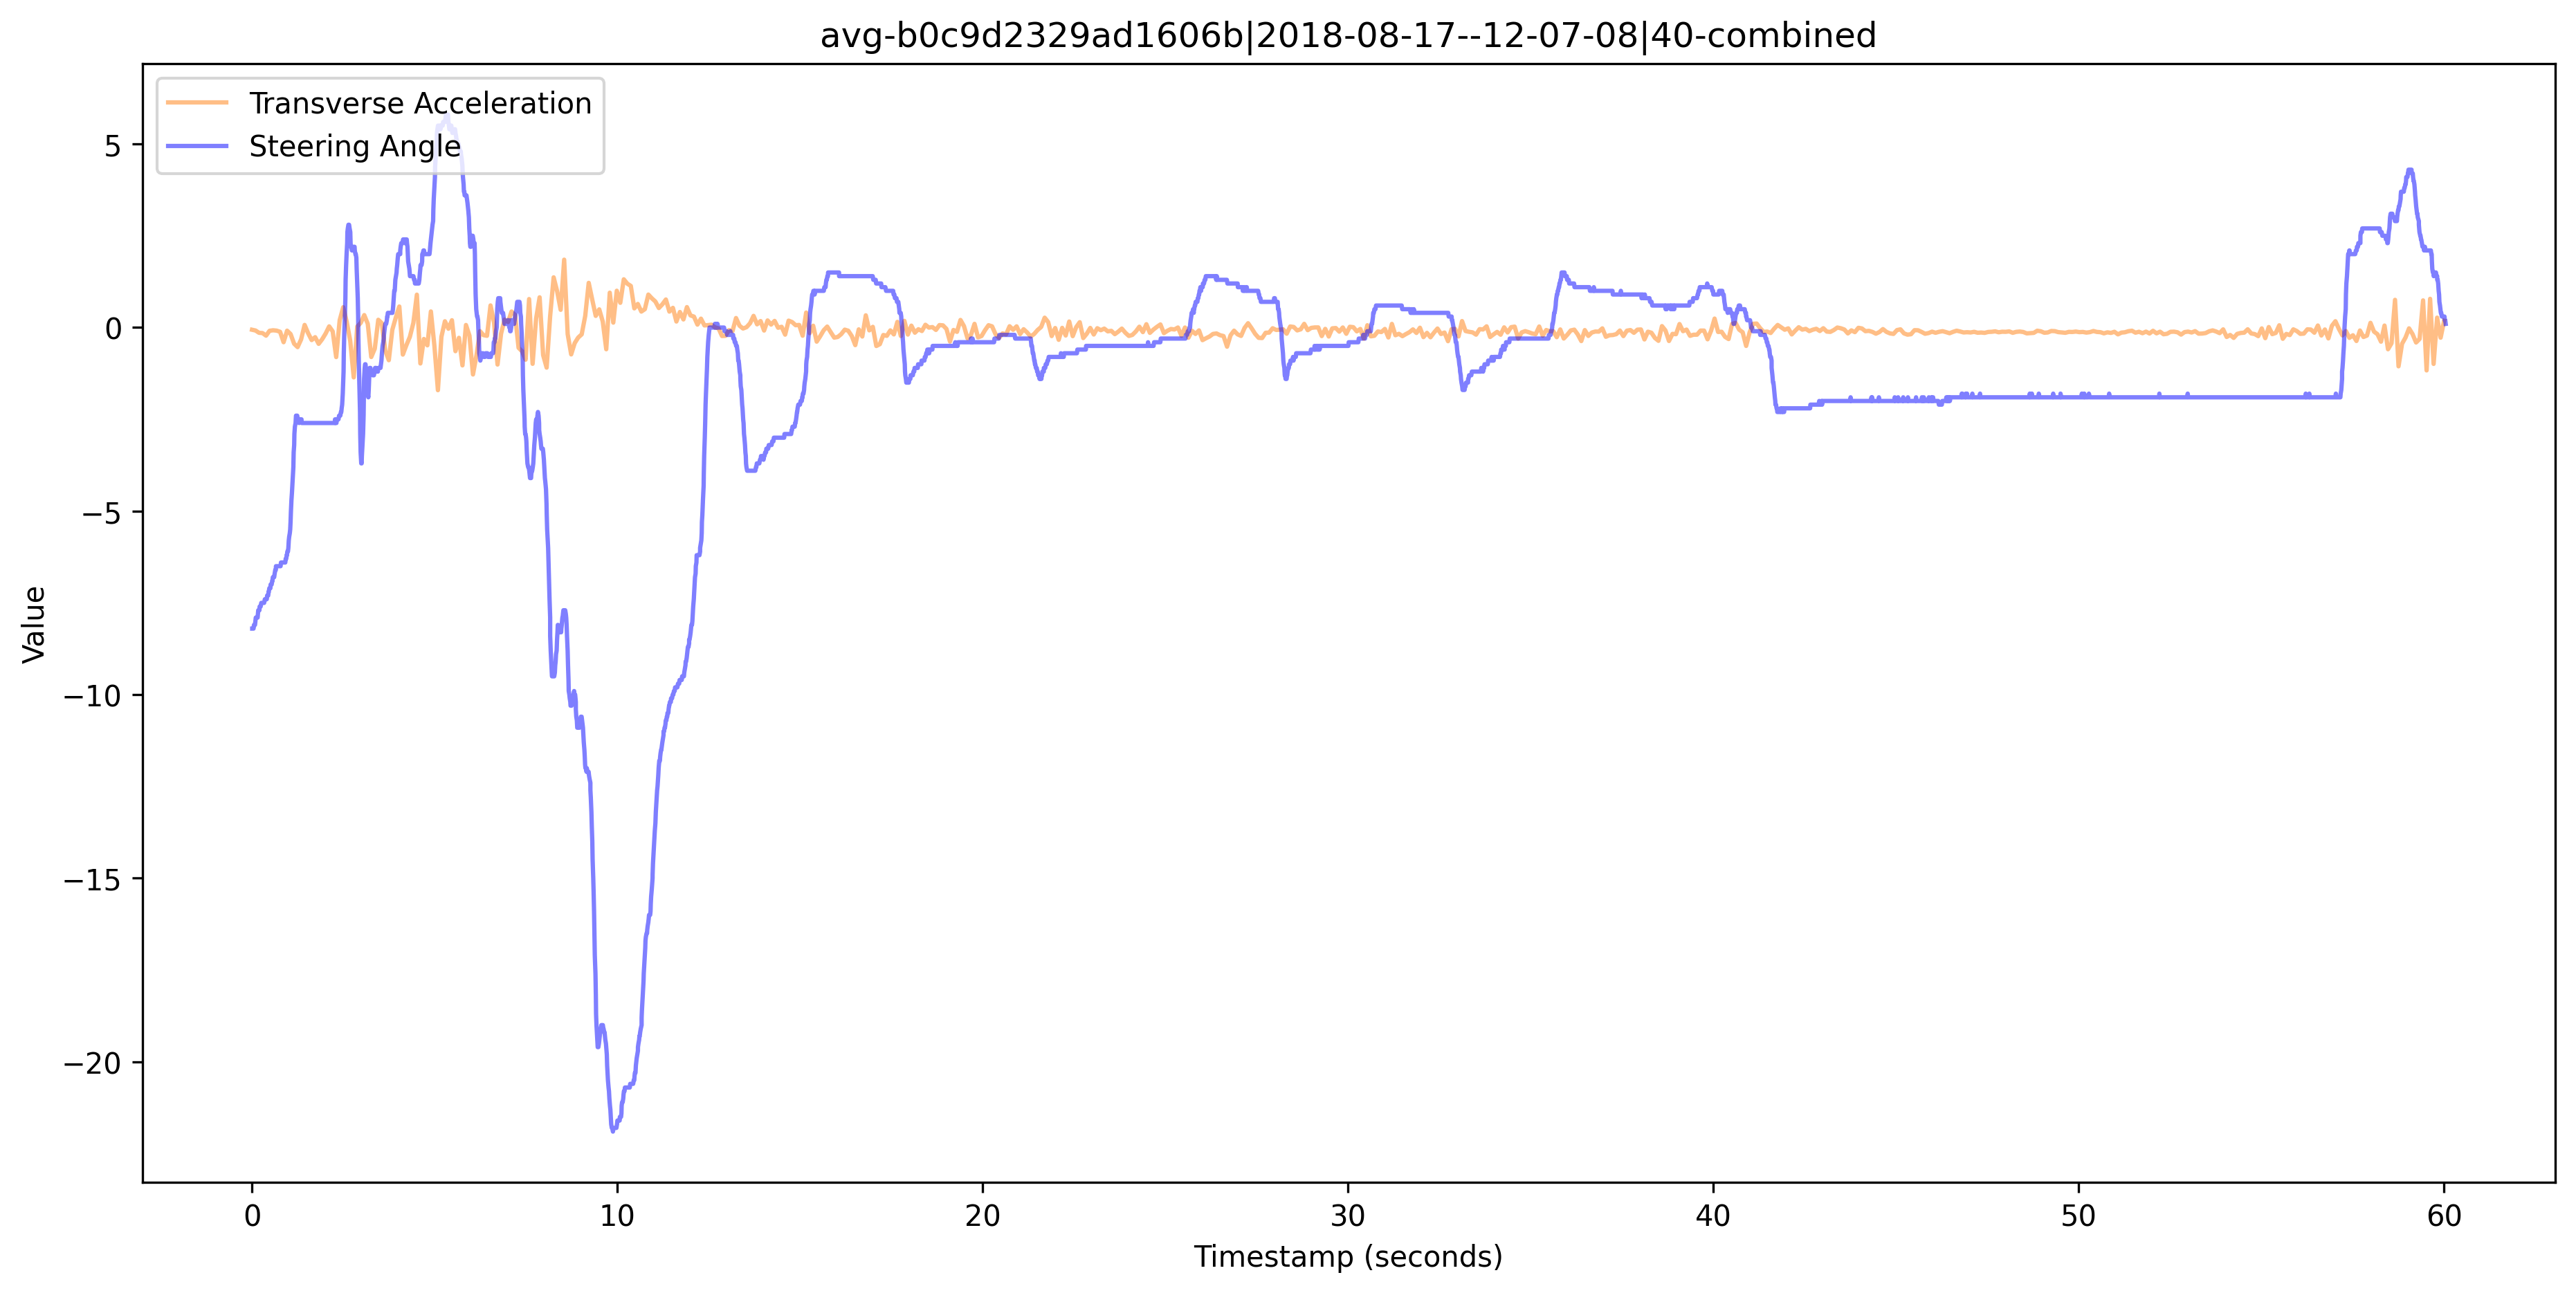 avg-b0c9d2329ad1606b|2018-08-17--12-07-08|40-combined
Transverse Acceleration
Steering Angle
5
0
−5
−10
−15
−20
Value
0 10 20 30 40 50 60
Timestamp (seconds)